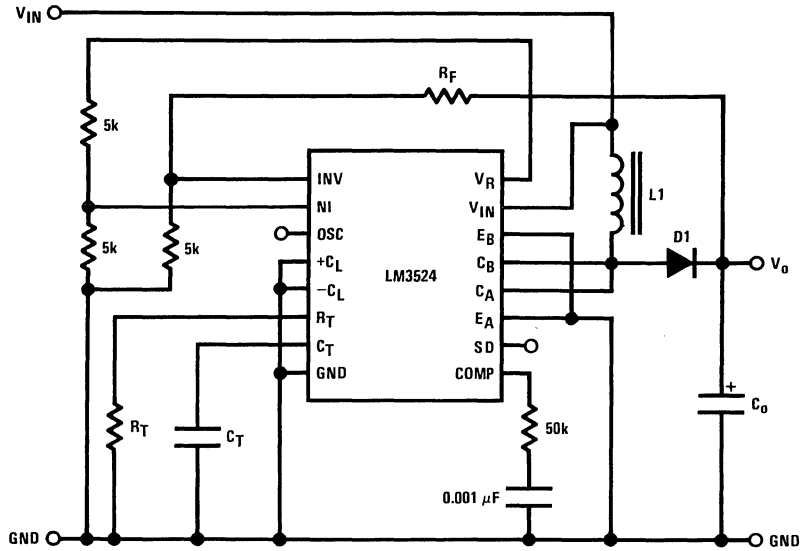 V_IN
R_F
5k
INV
V_R
NI
V_IN
L1
5k
5k
OSC
E_B
D1
+C_L
LM3524
C_B
V_o
−C_L
C_A
R_T
E_A
C_T
SD
GND
COMP
+
C_o
R_T
C_T
50k
0.001 μF
GND
GND